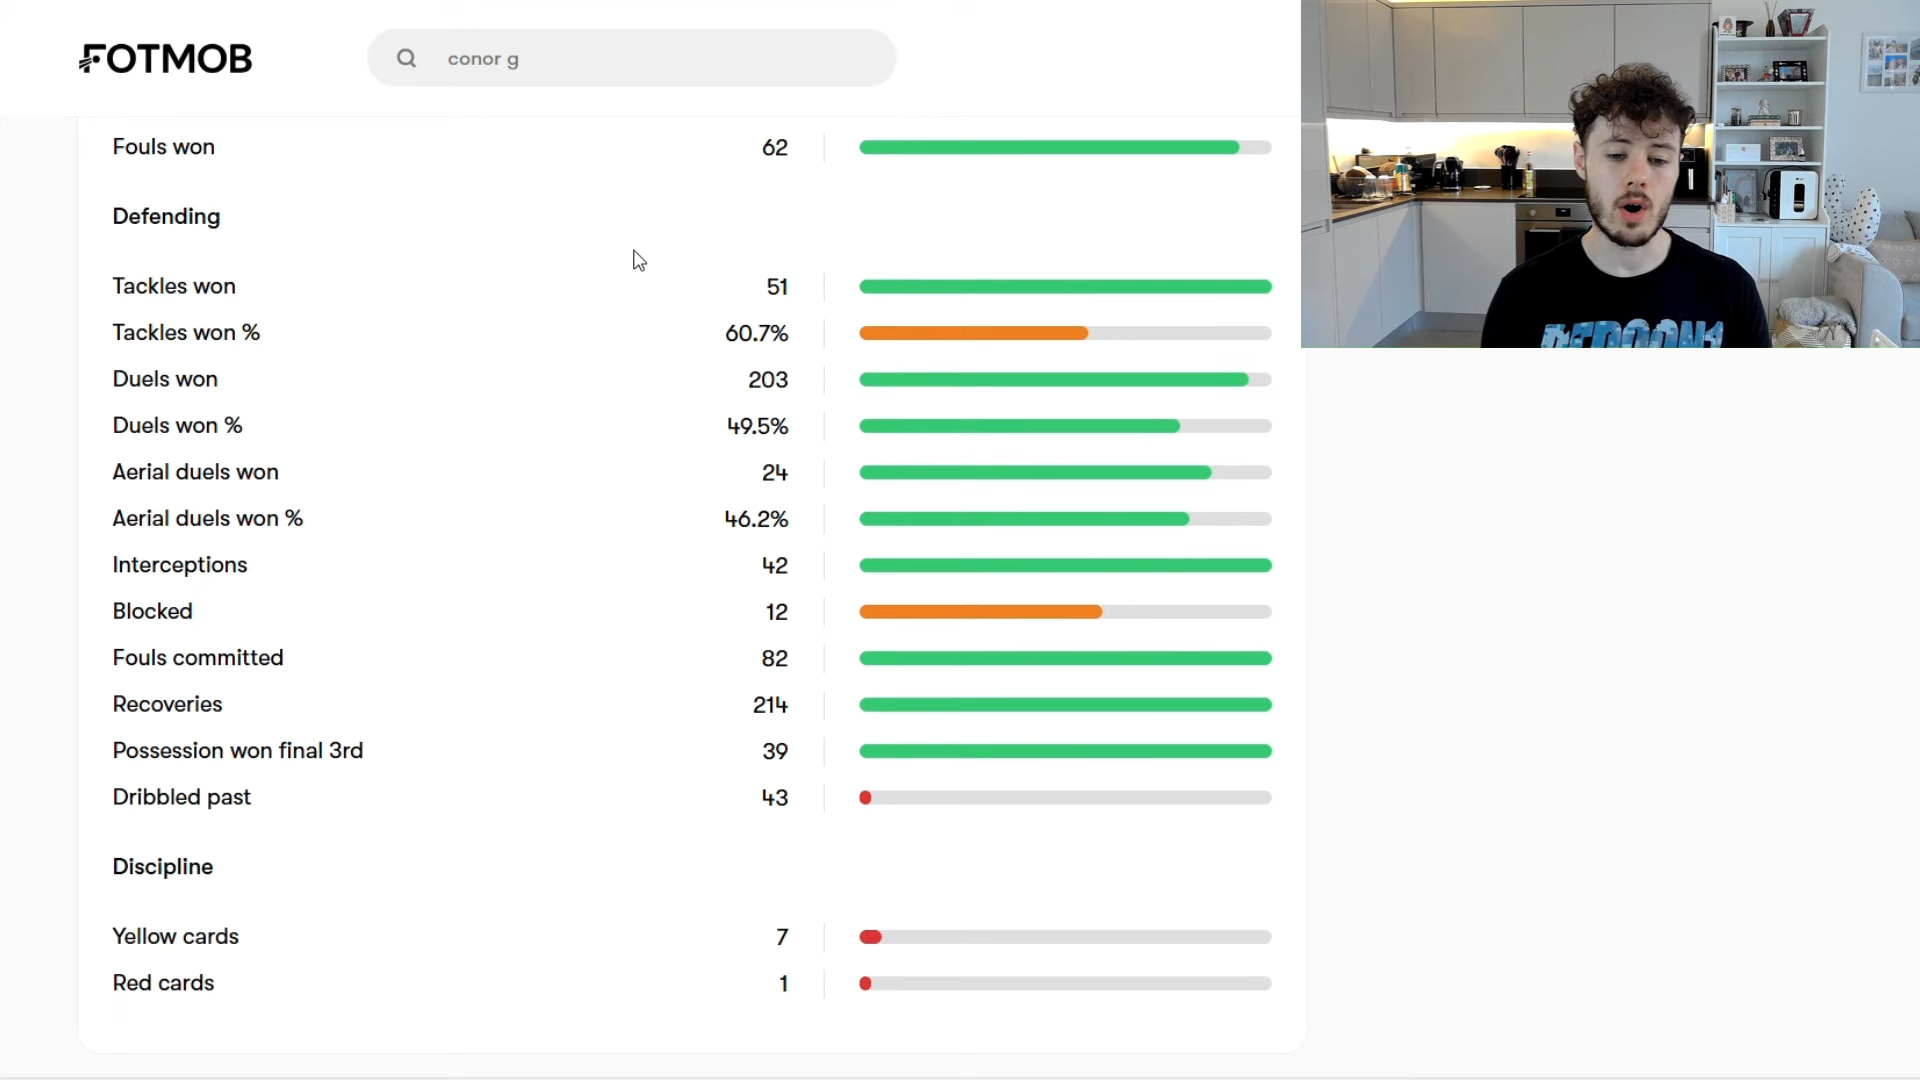 FOTMOB
conor g
Fouls won 62
Defending
Tackles won 51
Tackles won % 60.7%
Duels won 203
Duels won % 49.5%
Aerial duels won 24
Aerial duels won % 46.2%
Interceptions 42
Blocked 12
Fouls committed 82
Recoveries 214
Possession won final 3rd 39
Dribbled past 43
Discipline
Yellow cards 7
Red cards 1